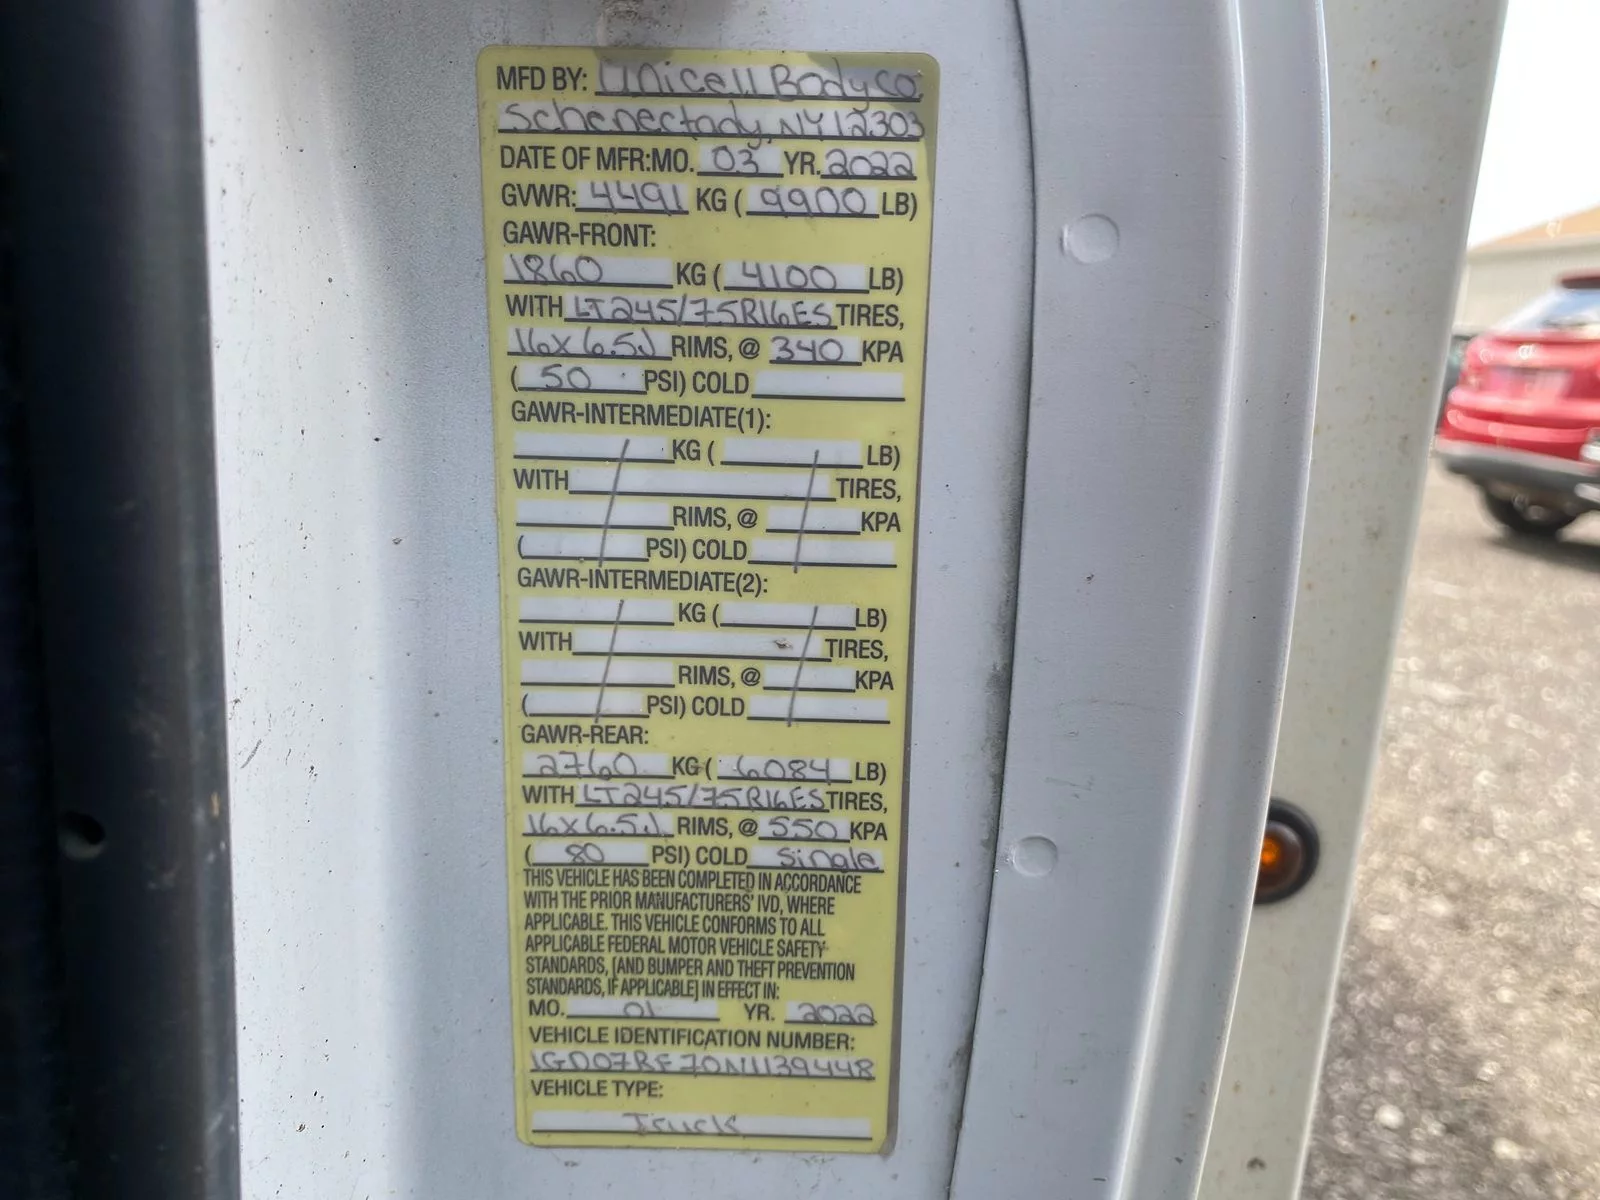 MFD BY: Unicell Body Co.
Schenectady, NY 12303
DATE OF MFR:MO. 03 YR. 2022
GVWR: 4491 KG ( 9900 LB)
GAWR-FRONT:
1860 KG ( 4100 LB)
WITH LT245/75R16ES TIRES,
16x6.5J RIMS, @ 340 KPA
( 50 PSI) COLD
GAWR-INTERMEDIATE(1):
KG ( LB)
WITH TIRES,
RIMS, @ KPA
( PSI) COLD
GAWR-INTERMEDIATE(2):
KG ( LB)
WITH TIRES,
RIMS, @ KPA
( PSI) COLD
GAWR-REAR:
2760 KG ( 6084 LB)
WITH LT245/75R16ES TIRES,
16x6.5J RIMS, @ 550 KPA
( 80 PSI) COLD Single
THIS VEHICLE HAS BEEN COMPLETED IN ACCORDANCE
WITH THE PRIOR MANUFACTURERS' IVD, WHERE
APPLICABLE. THIS VEHICLE CONFORMS TO ALL
APPLICABLE FEDERAL MOTOR VEHICLE SAFETY
STANDARDS, [AND BUMPER AND THEFT PREVENTION
STANDARDS, IF APPLICABLE] IN EFFECT IN:
MO. 01 YR. 2022
VEHICLE IDENTIFICATION NUMBER:
1GD07RF70N1139448
VEHICLE TYPE:
Truck